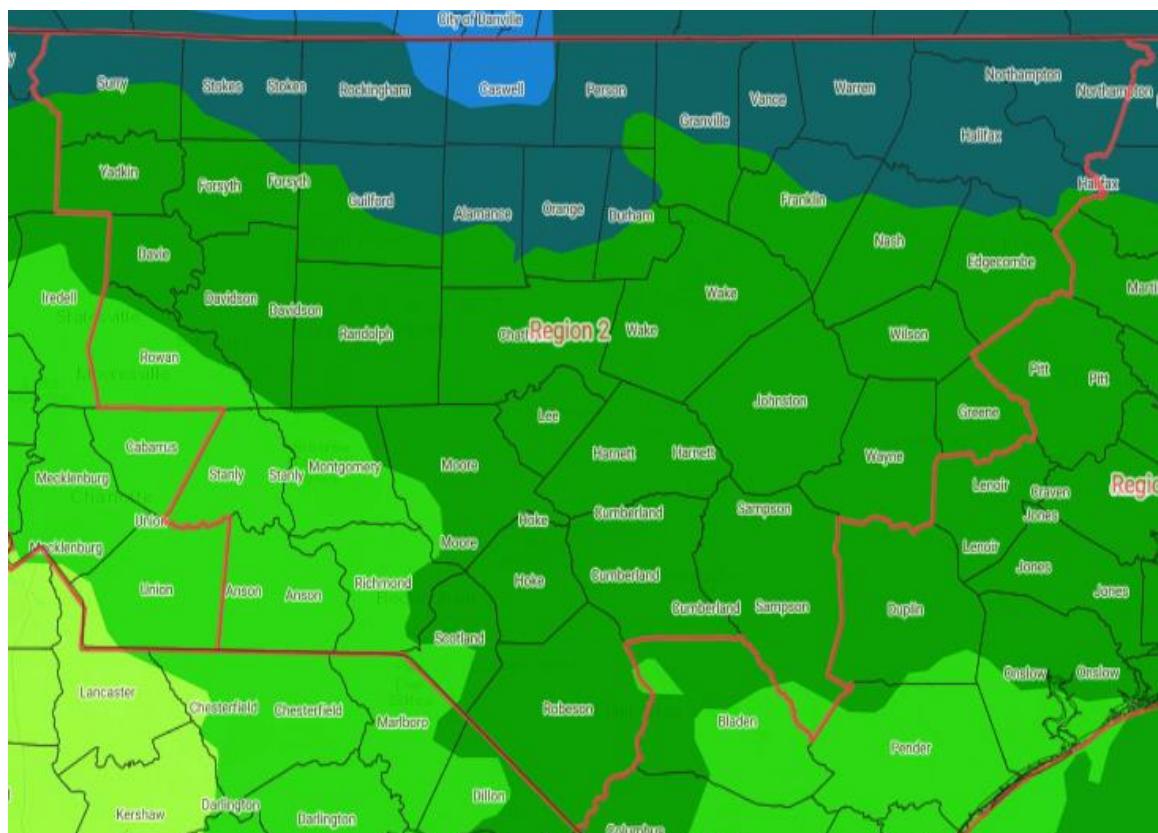 City of Danville
Surry
Stokes
Stokes
Rockingham
Caswell
Person
Granville
Vance
Warren
Northampton
Northampton
Halifax
Halifax
Yadkin
Forsyth
Forsyth
Guilford
Alamance
Orange
Durham
Franklin
Nash
Edgecombe
Davie
Iredell
Davidson
Davidson
Randolph
Region 2
Wake
Wake
Wilson
Rowan
Pitt
Pitt
Lee
Johnston
Greene
Cabarrus
Mecklenburg
Stanly
Stanly
Montgomery
Moore
Harnett
Harnett
Wayne
Lenoir
Craven
Jones
Union
Hoke
Cumberland
Sampson
Mecklenburg
Moore
Lenoir
Union
Anson
Anson
Richmond
Hoke
Cumberland
Jones
Jones
Cumberland
Sampson
Duplin
Scotland
Onslow
Onslow
Lancaster
Chesterfield
Chesterfield
Marlboro
Robeson
Bladen
Pender
Kershaw
Darlington
Darlington
Dillon
Columbus